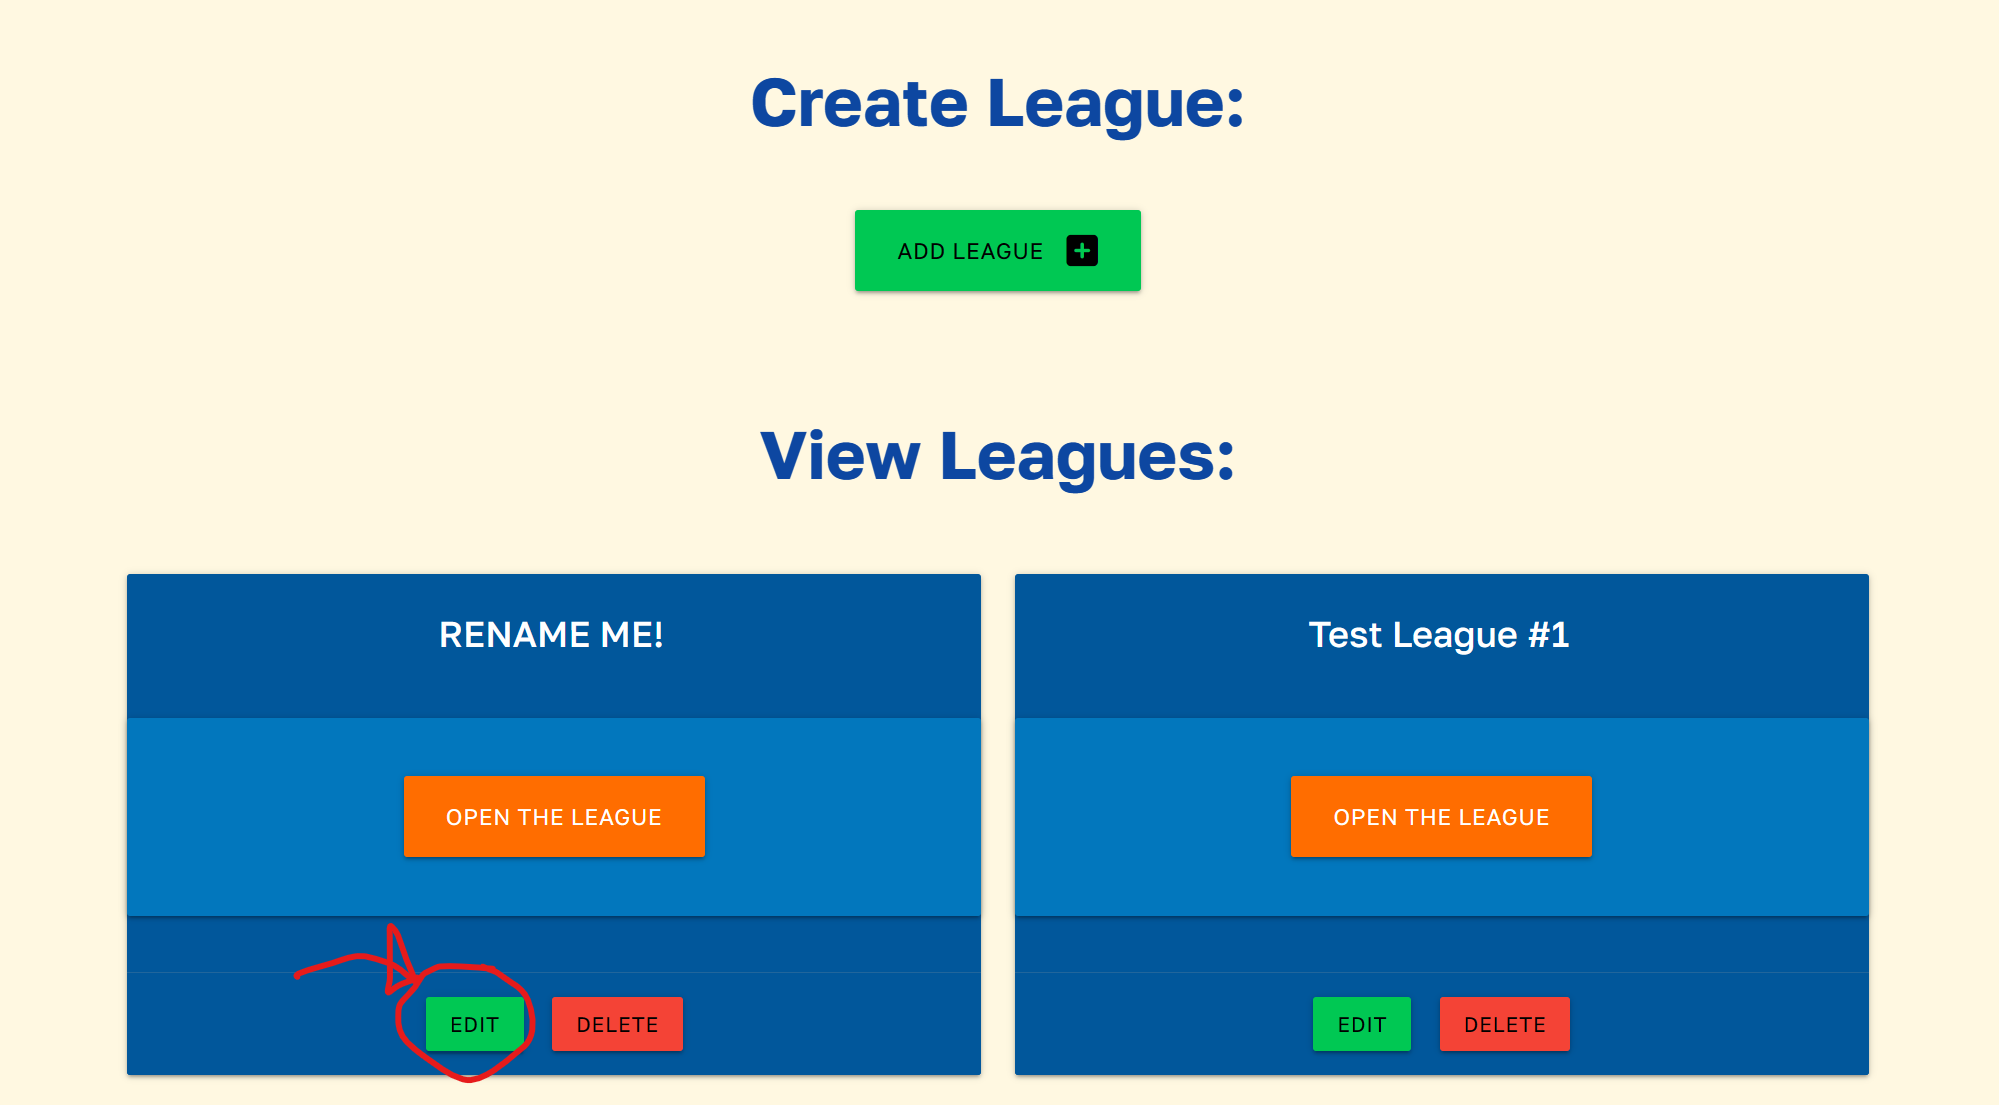 Create League:
ADD LEAGUE
View Leagues:
RENAME ME!
OPEN THE LEAGUE
EDIT DELETE
Test League #1
OPEN THE LEAGUE
EDIT DELETE